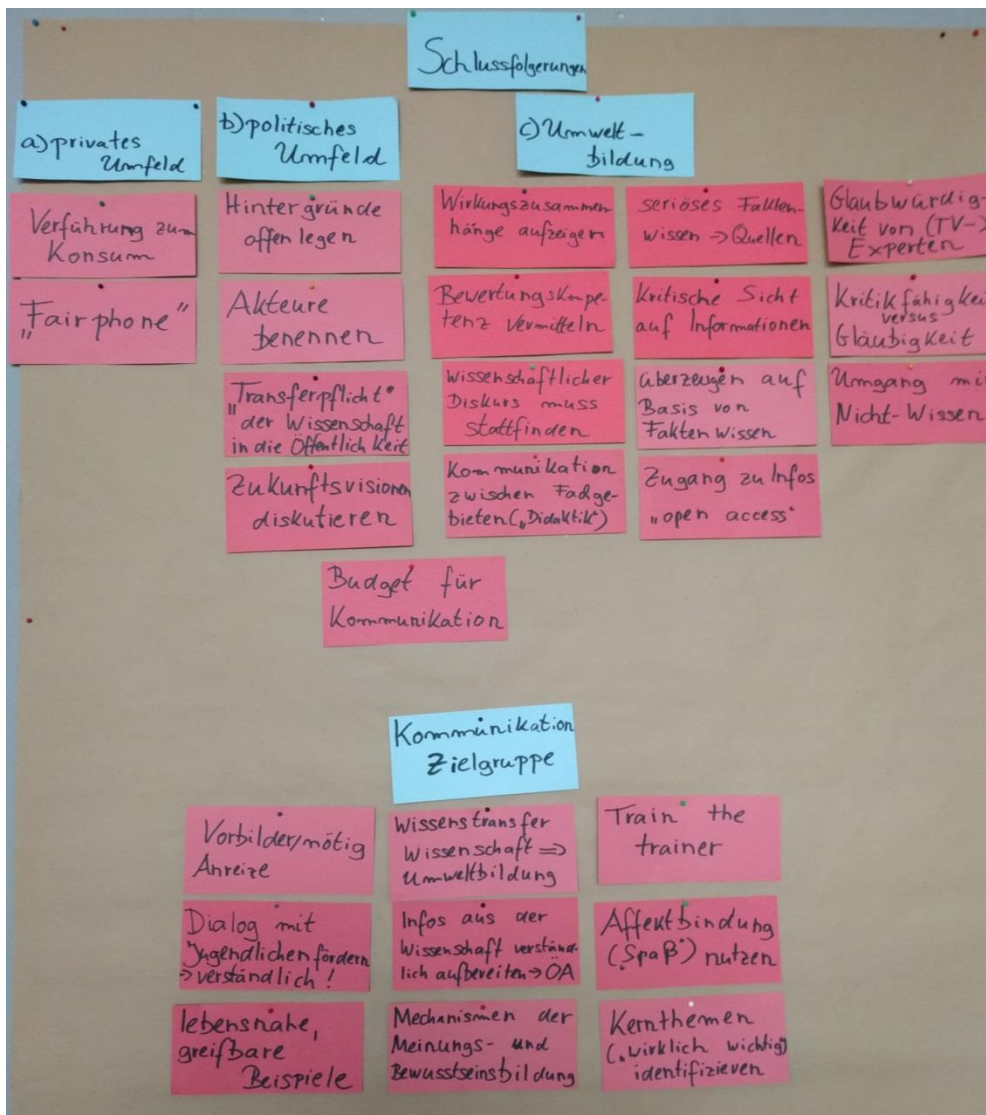 Schlussfolgerungen
a) privates
Umfeld
Verführung zum
Konsum
„Fairphone"
b) politisches
Umfeld
Hintergründe
offen legen
Akteure
benennen
„Transferpflicht"
der Wissenschaft
in die Öffentlichkeit
Zukunftsvisionen
diskutieren
c) Umwelt-
bildung
Wirkungszusammen
hänge aufzeigen
Bewertungskompe
tenz vermitteln
wissenschaftlicher
Diskurs muss
stattfinden
Kommunikation
zwischen Fachge-
bieten („Didaktik")
seriöses Fakten-
wissen → Quellen
Kritische Sicht
auf Informationen
überzeugen auf
Basis von
Faktenwissen
Zugang zu Infos
„open access"
Glaubwürdig-
keit von (TV-)
Experten
Kritikfähigkeit
versus
Gläubigkeit
Umgang mit
Nicht-Wissen
Budget für
Kommunikation
Kommunikation
Zielgruppe
Vorbilder/nötig
Anreize
Dialog mit
Jugendlichen fördern
→ verständlich!
lebensnahe,
greifbare
Beispiele
Wissenstransfer
Wissenschaft ⇒
Umweltbildung
Infos aus der
Wissenschaft verständ
lich aufbereiten → ÖA
Mechanismen der
Meinungs- und
Bewusstseinsbildung
Train the
trainer
Affektbindung
(„Spaß") nutzen
Kernthemen
(„wirklich wichtig")
identifizieren